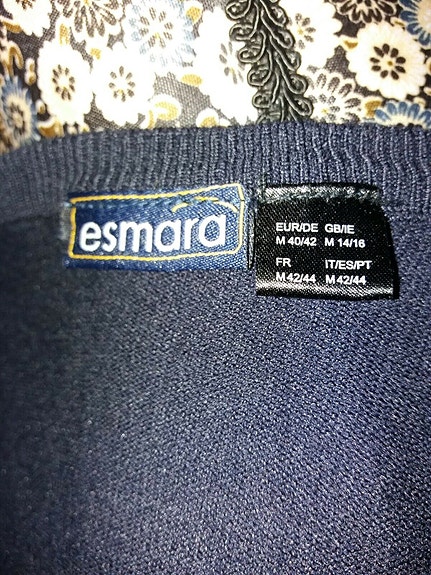 esmara
EUR/DE GB/IE
M 40/42 M 14/16
FR IT/ES/PT
M 42/44 M 42/44